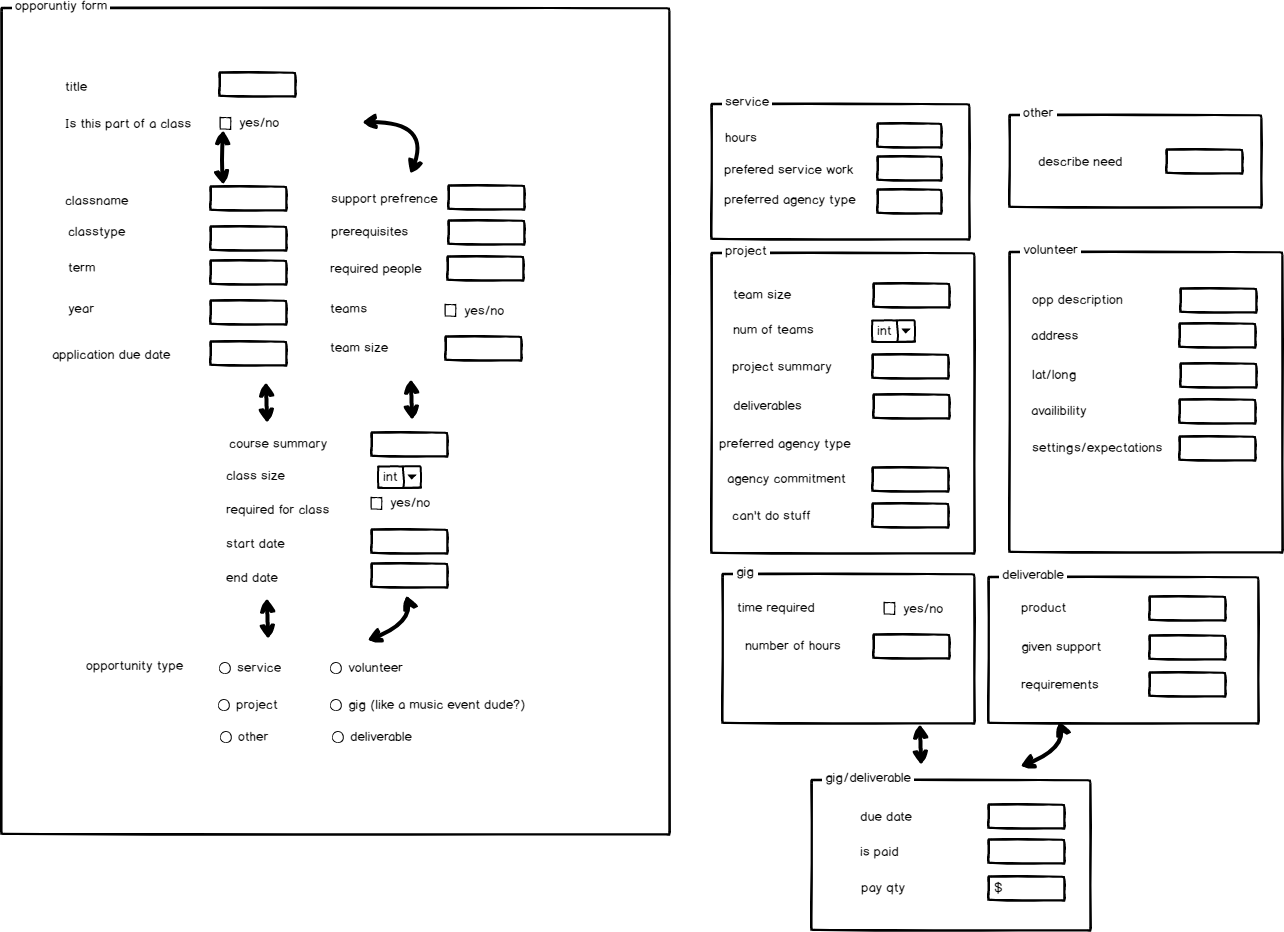 opporuntiy form
title
Is this part of a class yes/no
classname
classtype
term
year
application due date
support prefrence
prerequisites
required people
teams yes/no
team size
course summary
class size int
required for class yes/no
start date
end date
opportunity type service volunteer
project gig (like a music event dude?)
other deliverable
service
hours
prefered service work
preferred agency type
other
describe need
project
team size
num of teams int
project summary
deliverables
preferred agency type
agency commitment
can't do stuff
volunteer
opp description
address
lat/long
availibility
settings/expectations
gig
time required yes/no
number of hours
deliverable
product
given support
requirements
gig/deliverable
due date
is paid
pay qty $